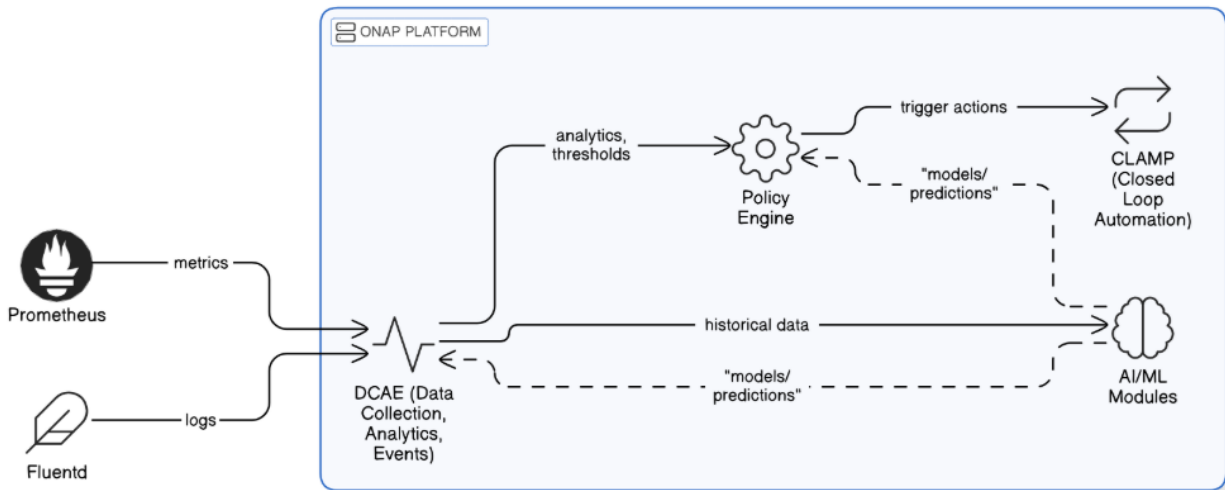 ONAP PLATFORM
trigger actions
analytics,
thresholds
CLAMP
(Closed
Loop
Automation)
"models/
predictions"
Policy
Engine
metrics
Prometheus
historical data
"models/
predictions"
AI/ML
Modules
DCAE (Data
Collection,
Analytics,
Events)
logs
Fluentd